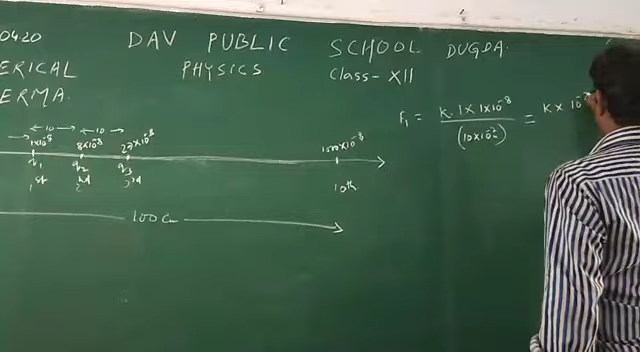 0420 DAV PUBLIC SCHOOL DUGDA.
ERICAL PHYSICS Class - XII
ERMA.
F₁ = K. 1 × 1×10⁻⁸ / (10×10⁻²)² = K × 10
← 10 → ← 10 →
1×10⁻⁸ 8×10⁻⁸ 27×10⁻⁸ 1000×10⁻⁸
q₁ q₂ q₃
1st 2nd 3rd 10th.
100 cm